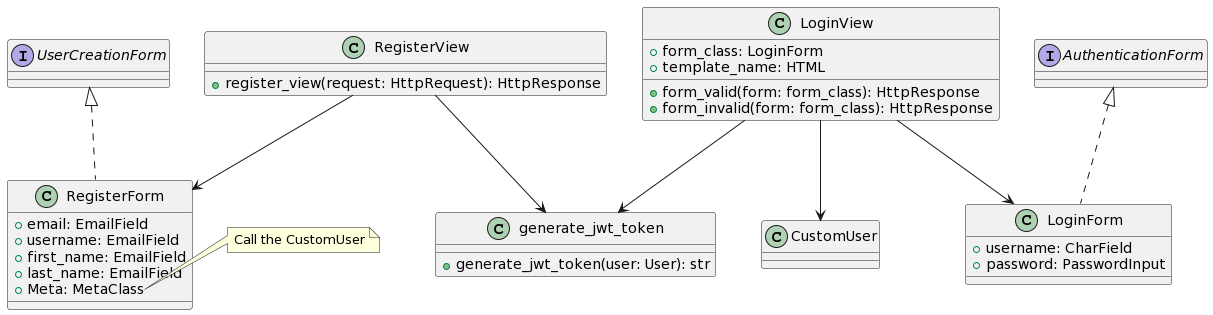 I UserCreationForm
C RegisterView
+ register_view(request: HttpRequest): HttpResponse
C LoginView
form_class: LoginForm
template_name: HTML
form_valid(form: form_class): HttpResponse
form_invalid(form: form_class): HttpResponse
I AuthenticationForm
C RegisterForm
email: EmailField
username: EmailField
first_name: EmailField
last_name: EmailField
Meta: MetaClass
Call the CustomUser
C generate_jwt_token
generate_jwt_token(user: User): str
C CustomUser
C LoginForm
username: CharField
password: PasswordInput